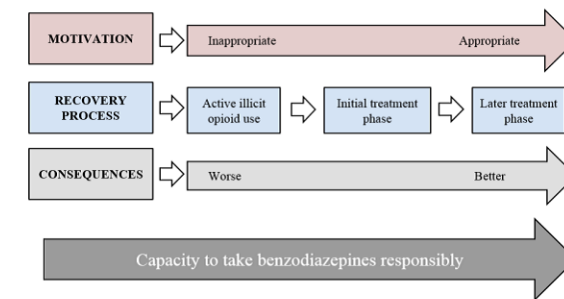 MOTIVATION
Inappropriate
Appropriate
RECOVERY
PROCESS
Active illicit
opioid use
Initial treatment
phase
Later treatment
phase
CONSEQUENCES
Worse
Better
Capacity to take benzodiazepines responsibly